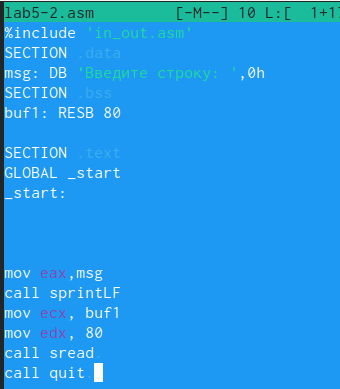 lab5-2.asm [-M--] 10 L:[ 1+17
%include 'in_out.asm'
SECTION .data
msg: DB 'Введите строку: ',0h
SECTION .bss
buf1: RESB 80
SECTION .text
GLOBAL _start
_start:
mov eax,msg
call sprintLF
mov ecx, buf1
mov edx, 80
call sread
call quit